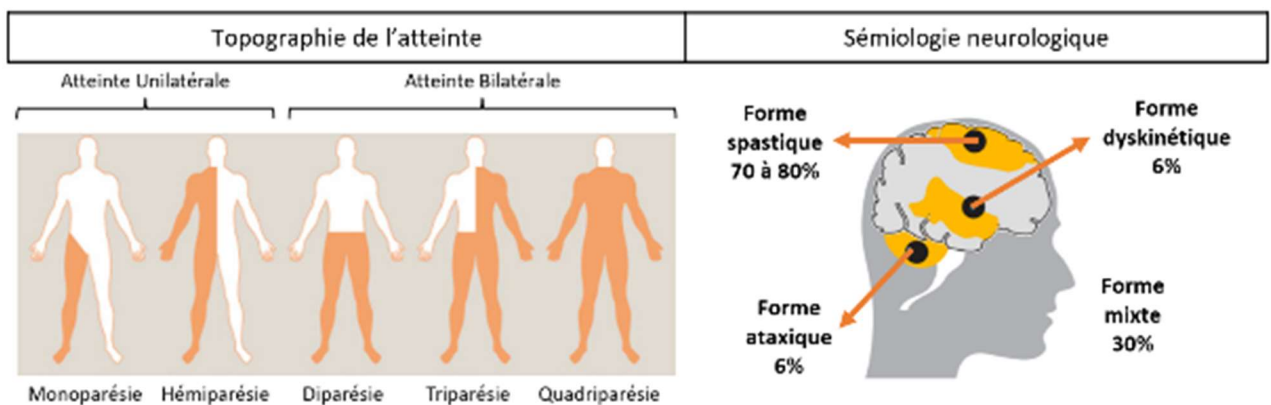 Topographie de l'atteinte
Sémiologie neurologique
Atteinte Unilatérale
Atteinte Bilatérale
Monoparésie
Hémiparésie
Diparésie
Triparésie
Quadriparésie
Forme
spastique
70 à 80%
Forme
dyskinétique
6%
Forme
ataxique
6%
Forme
mixte
30%